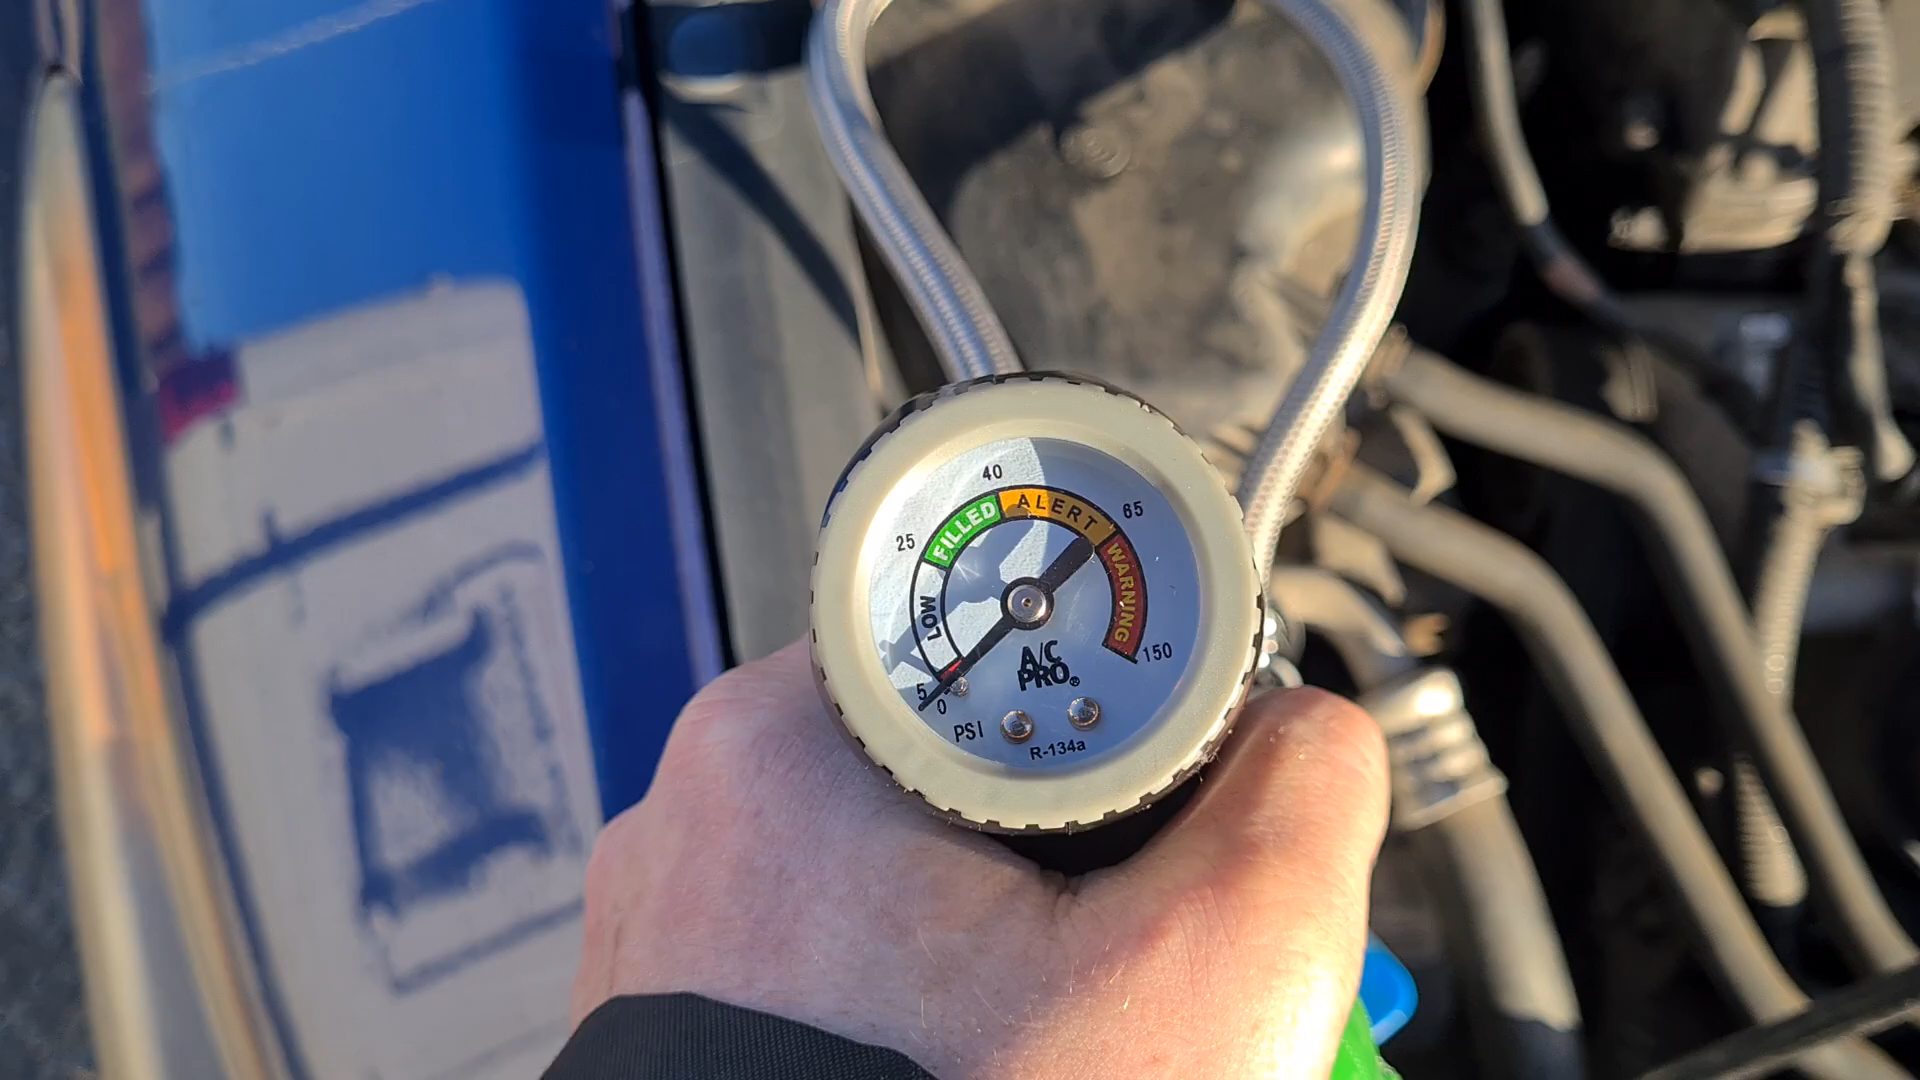 40
65
25
FILLED
ALERT
WARNING
LOW
150
5
0
A/C
PRO®
PSI
R-134a